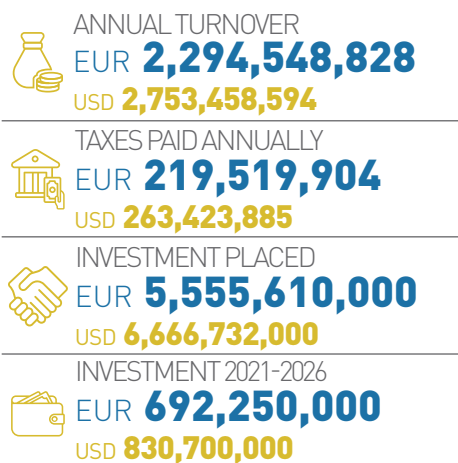 ANNUAL TURNOVER
EUR 2,294,548,828
USD 2,753,458,594
TAXES PAID ANNUALLY
EUR 219,519,904
USD 263,423,885
INVESTMENT PLACED
EUR 5,555,610,000
USD 6,666,732,000
INVESTMENT 2021-2026
EUR 692,250,000
USD 830,700,000